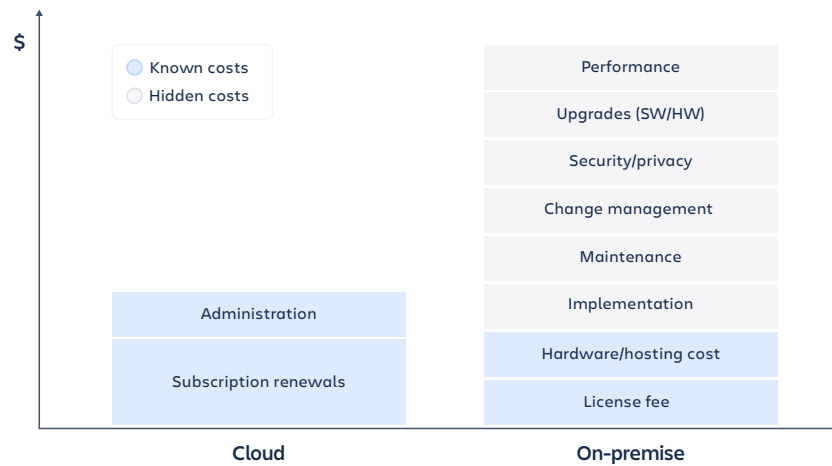 $
Known costs
Hidden costs
Administration
Subscription renewals
Performance
Upgrades (SW/HW)
Security/privacy
Change management
Maintenance
Implementation
Hardware/hosting cost
License fee
Cloud
On-premise